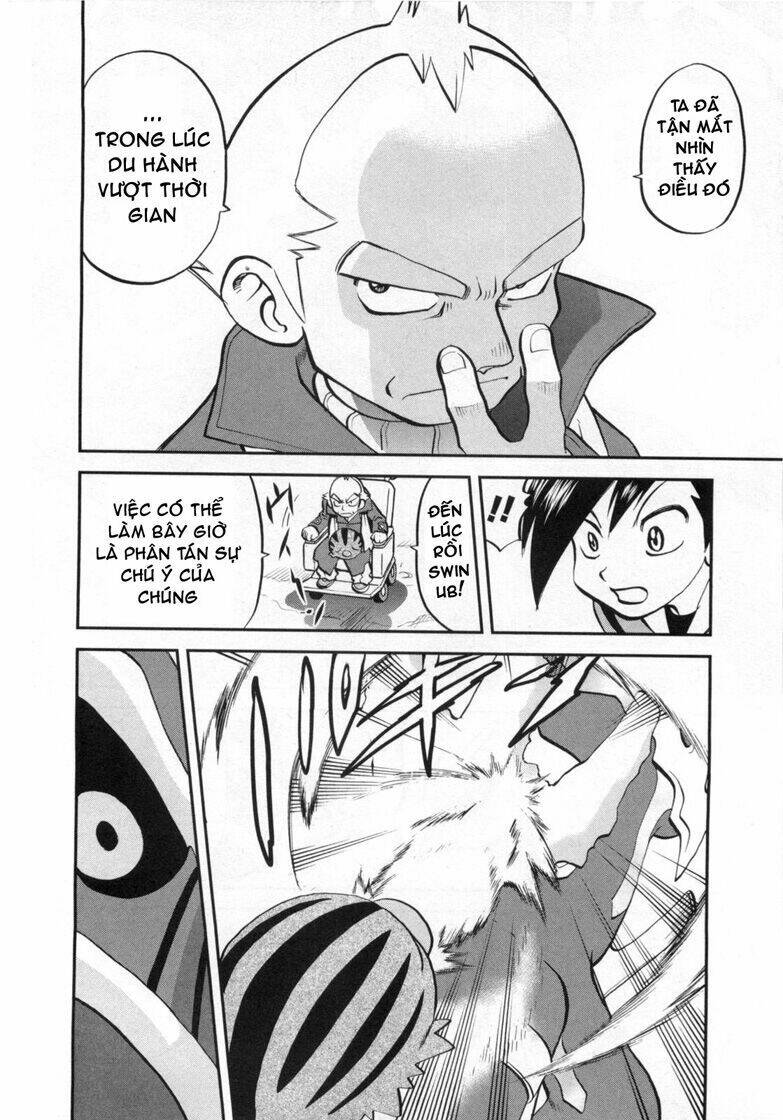 TA ĐÃ
TẬN MẮT
NHÌN
THẤY
ĐIỀU ĐÓ
...
TRONG LÚC
DU HÀNH
VƯỢT THỜI
GIAN
!!
ĐẾN
LÚC
RỒI
SWIN
UB!
VIỆC CÓ THỂ
LÀM BÂY GIỜ
LÀ PHÂN TÁN SỰ
CHÚ Ý CỦA
CHÚNG